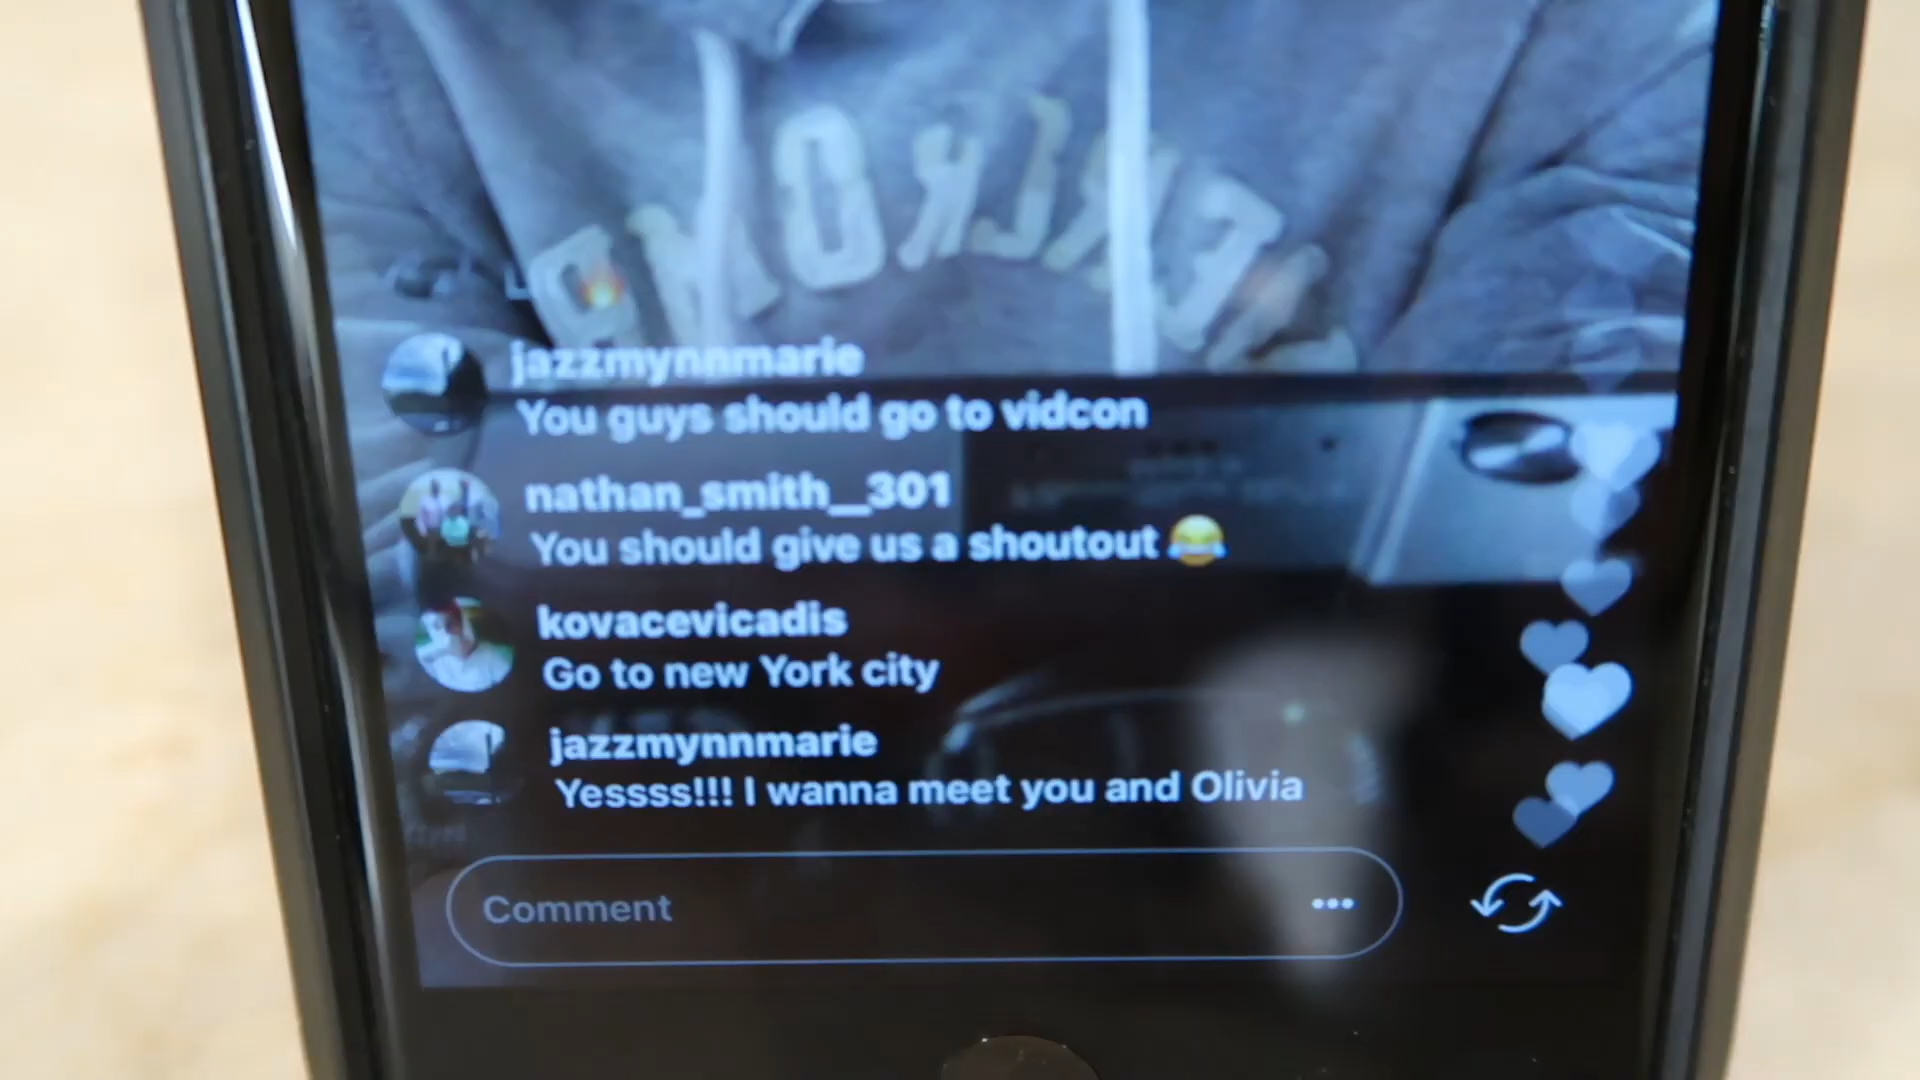 jazzmynnmarie
You guys should go to vidcon
nathan_smith__301
You should give us a shoutout 😂
kovacevicadis
Go to new York city
jazzmynnmarie
Yessss!!! I wanna meet you and Olivia
Comment